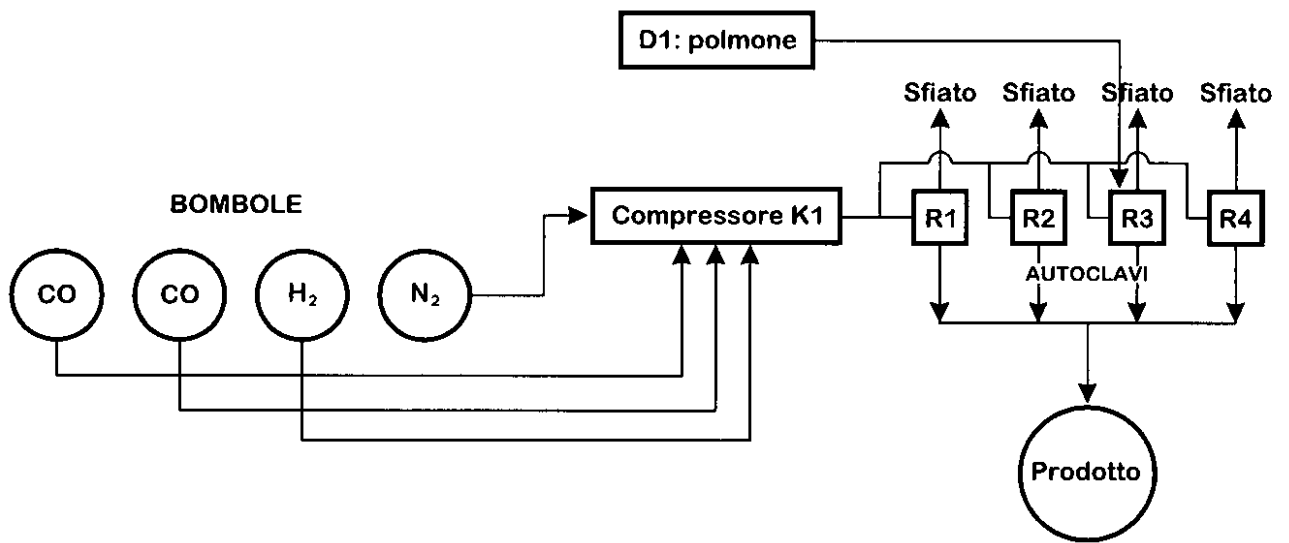 D1: polmone
Sfiato Sfiato Sfiato Sfiato
BOMBOLE
Compressore K1
R1 R2 R3 R4
CO CO H₂ N₂
AUTOCLAVI
Prodotto